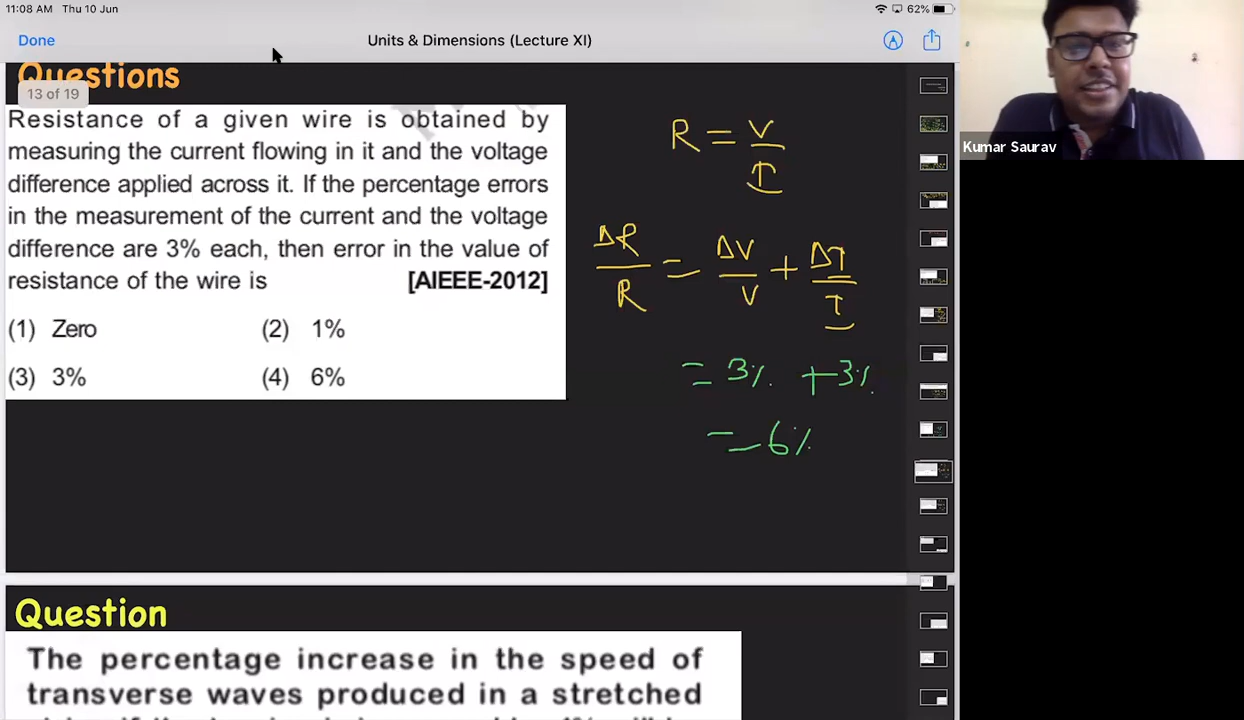 11:08 AM Thu 10 Jun
62%
Done
Units & Dimensions (Lecture XI)
Questions
13 of 19
Resistance of a given wire is obtained by
measuring the current flowing in it and the voltage
difference applied across it. If the percentage errors
in the measurement of the current and the voltage
difference are 3% each, then error in the value of
resistance of the wire is [AIEEE-2012]
(1) Zero (2) 1%
(3) 3% (4) 6%
R = V/I
ΔR/R = ΔV/V + ΔI/I
= 3% + 3%
= 6%
Kumar Saurav
Question
The percentage increase in the speed of
transverse waves produced in a stretched